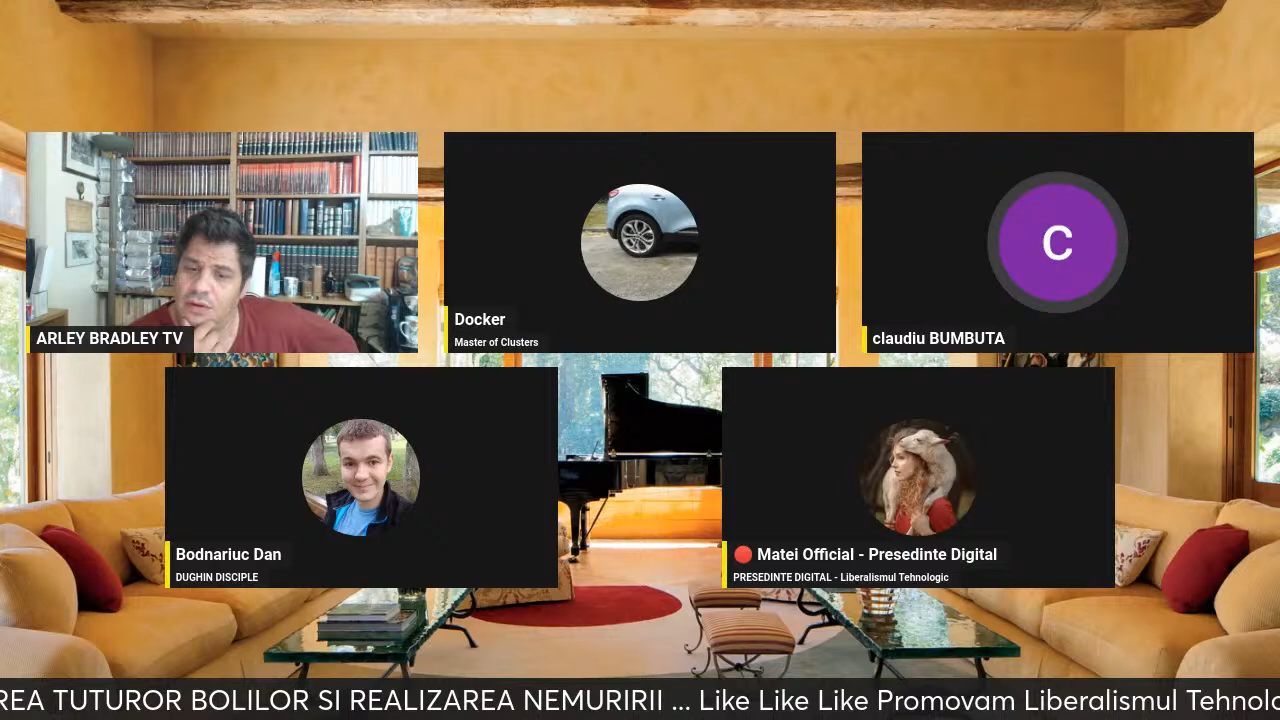 ARLEY BRADLEY TV
Docker
Master of Clusters
C
claudiu BUMBUTA
Bodnariuc Dan
DUGHIN DISCIPLE
🔴 Matei Official - Presedinte Digital
PRESEDINTE DIGITAL - Liberalismul Tehnologic
REA TUTUROR BOLILOR SI REALIZAREA NEMURIRII ... Like Like Like Promovam Liberalismul Tehnolo